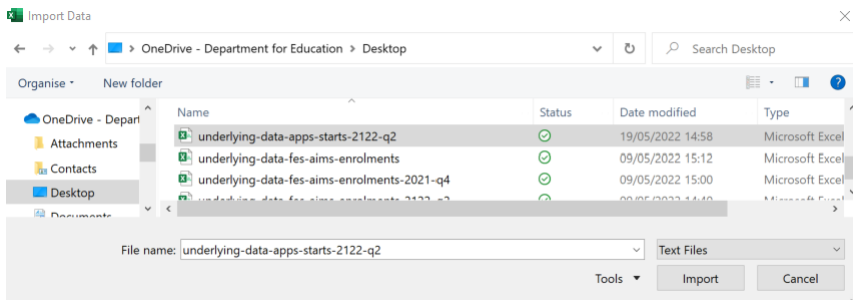 Import Data
OneDrive - Department for Education > Desktop
Search Desktop
Organise New folder
Name Status Date modified Type
OneDrive - Depart
Attachments
Contacts
Desktop
Documents
underlying-data-apps-starts-2122-q2 19/05/2022 14:58 Microsoft Excel
underlying-data-fes-aims-enrolments 09/05/2022 15:12 Microsoft Excel
underlying-data-fes-aims-enrolments-2021-q4 09/05/2022 15:00 Microsoft Excel
File name: underlying-data-apps-starts-2122-q2 Text Files
Tools Import Cancel